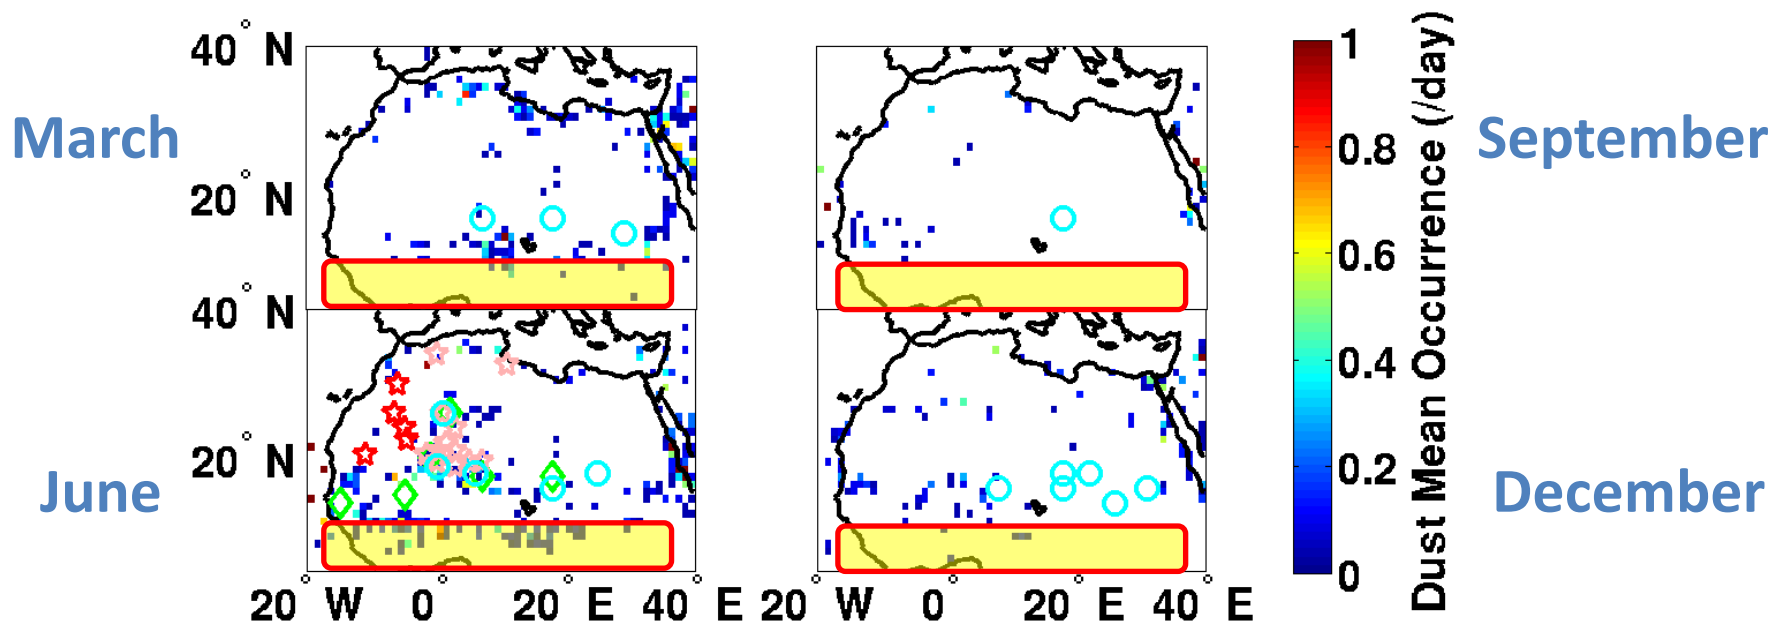 March
September
June
December
40° N
20° N
40° N
20° N
20° W 0° 20° E 40° E
20° W 0° 20° E 40° E
1
0.8
0.6
0.4
0.2
0
Dust Mean Occurrence (/day)